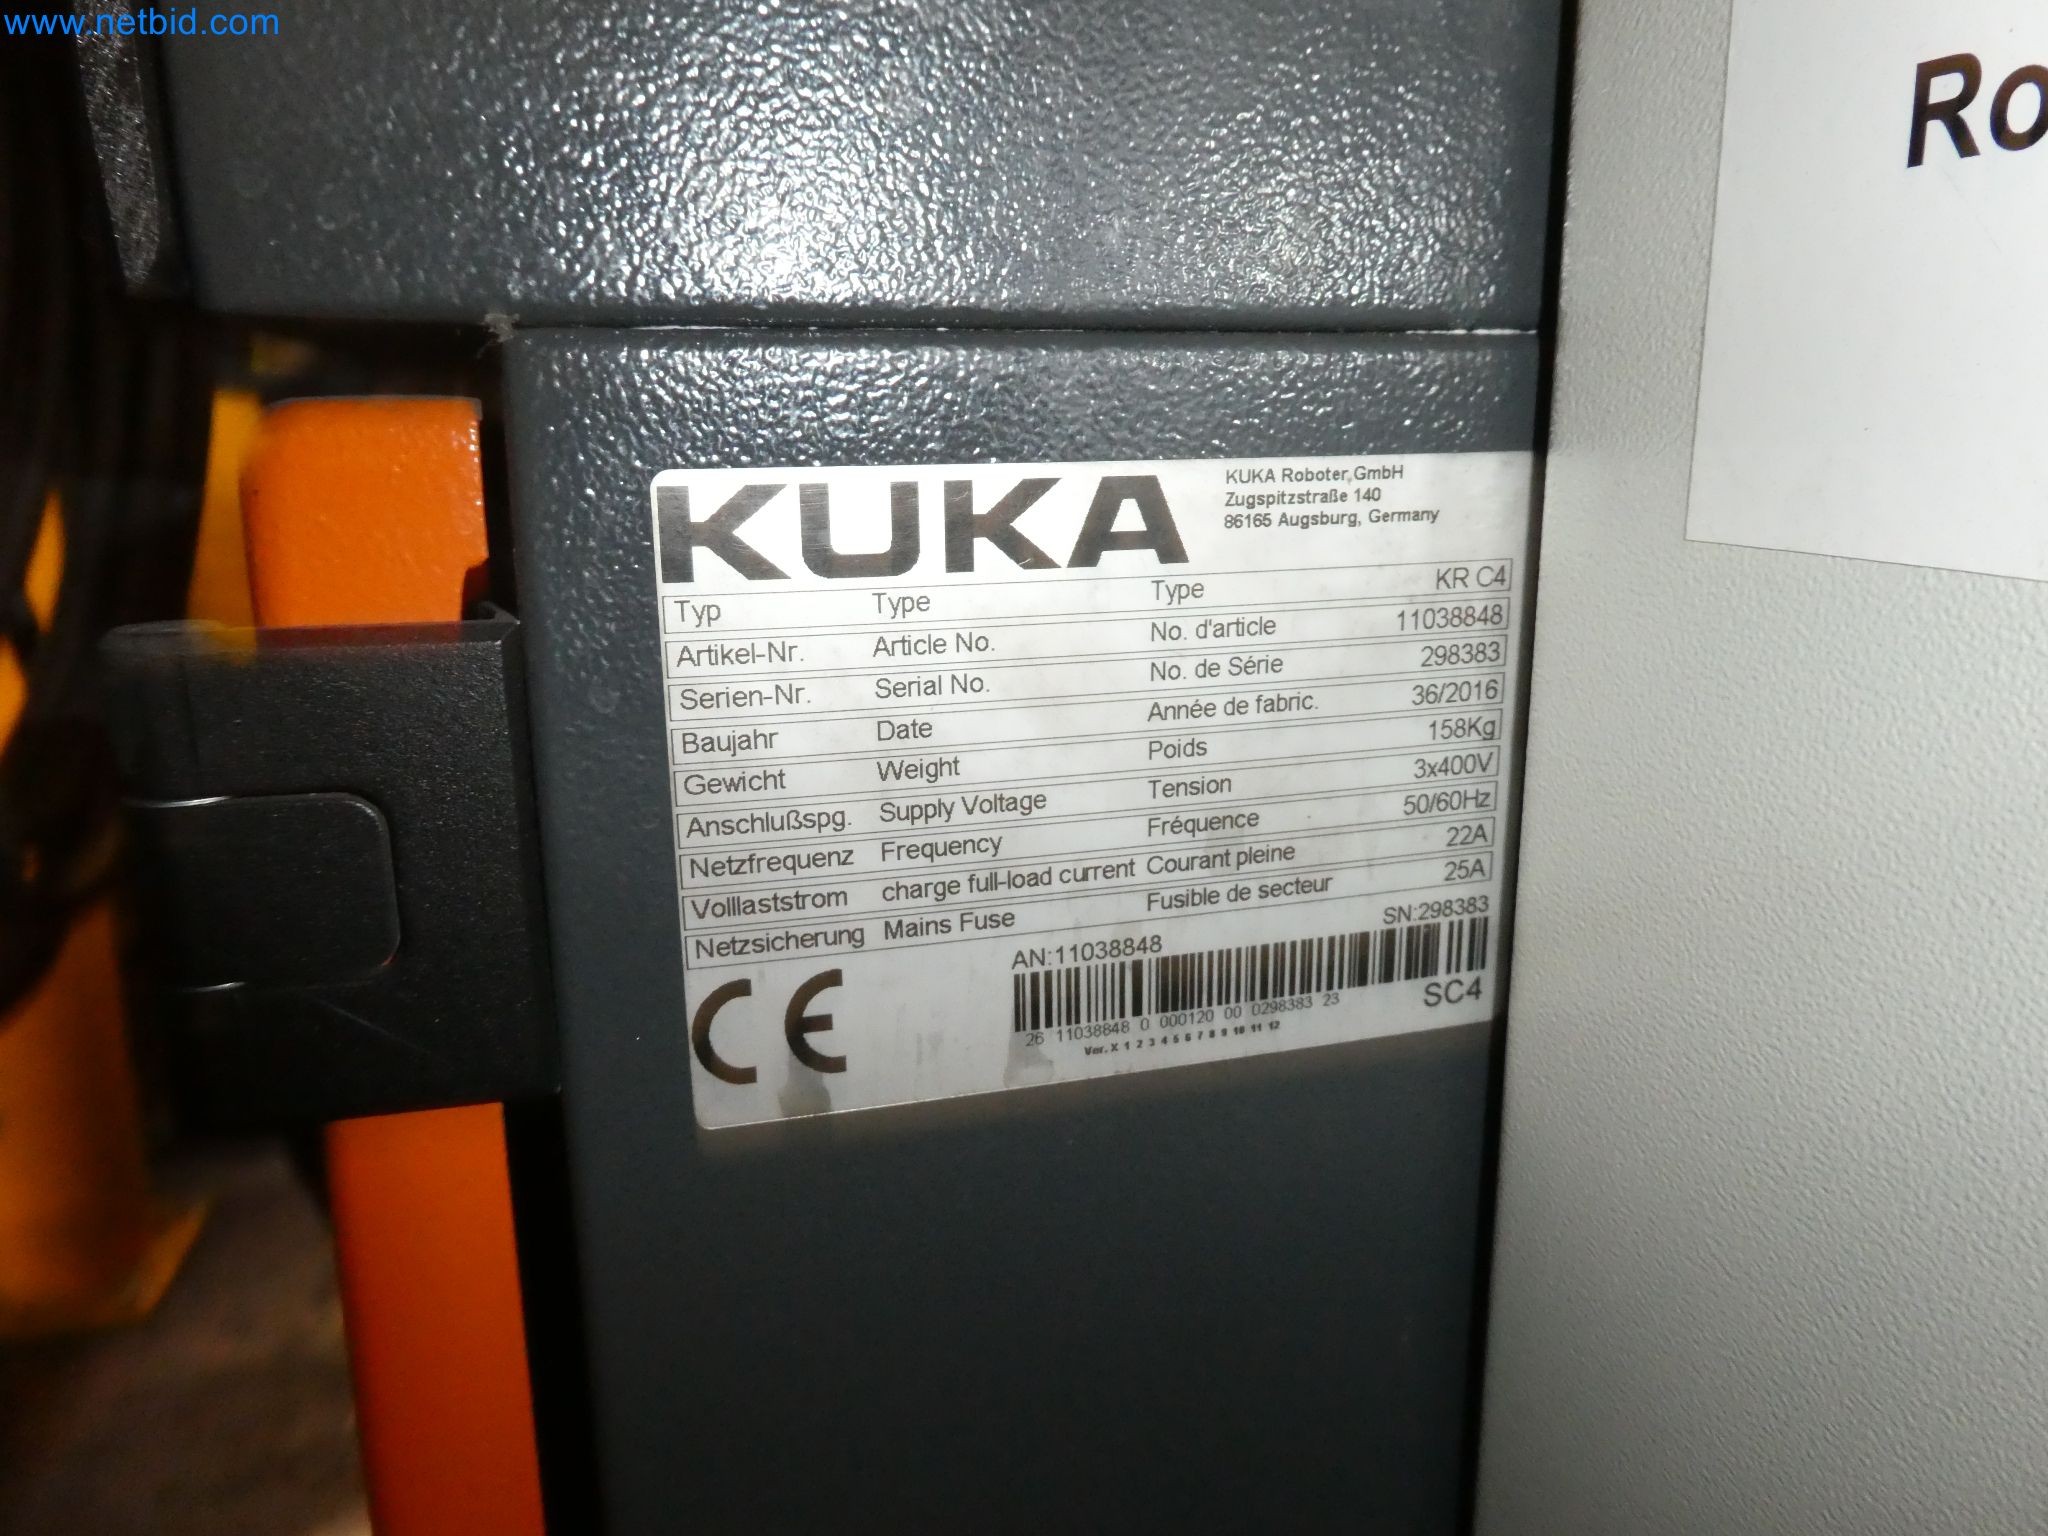 www.netbid.com
Ro
KUKA
KUKA Roboter GmbH
Zugspitzstraße 140
86165 Augsburg, Germany
Typ Type Type KR C4
Artikel-Nr. Article No. No. d'article 11038848
Serien-Nr. Serial No. No. de Série 298383
Baujahr Date Année de fabric. 36/2016
Gewicht Weight Poids 158Kg
Anschlußspg. Supply Voltage Tension 3x400V
Netzfrequenz Frequency Fréquence 50/60Hz
Volllaststrom charge full-load current Courant pleine 22A
Netzsicherung Mains Fuse Fusible de secteur 25A
CE
AN:11038848 SN:298383
26 11038848 0 000120 00 0298383 23
SC4
Ver. X 1 2 3 4 5 6 7 8 9 10 11 12